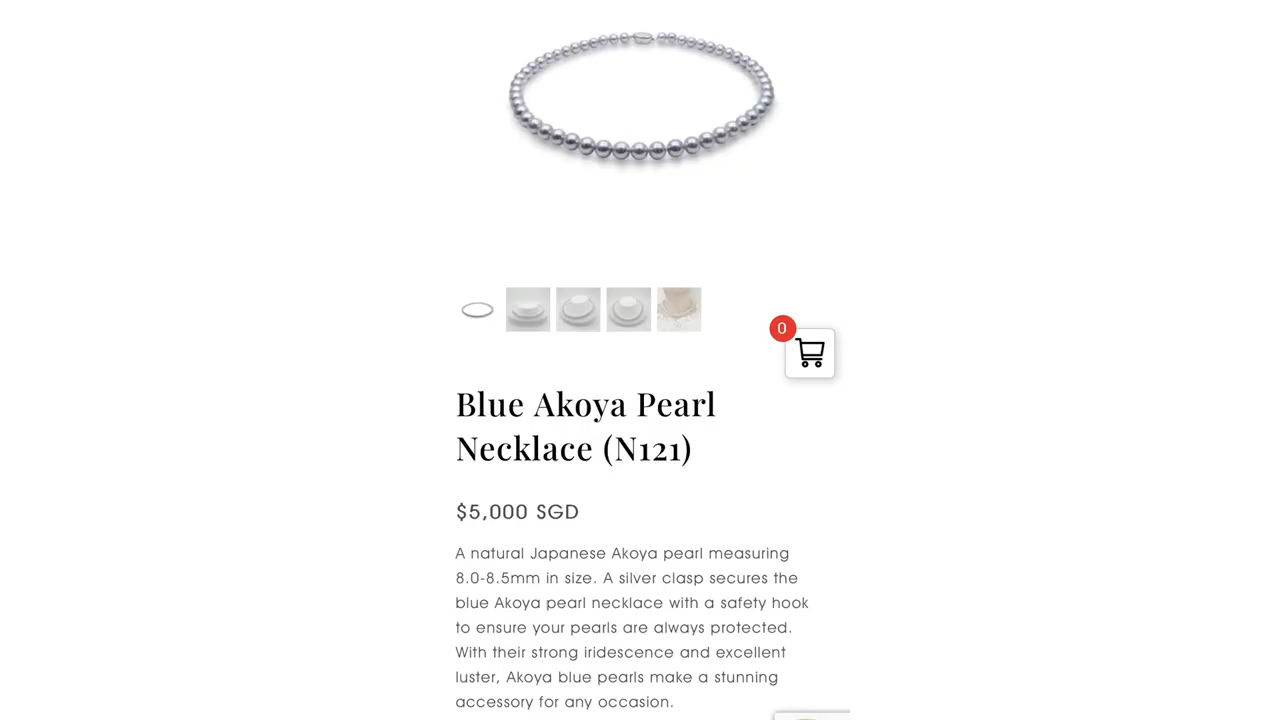 0
Blue Akoya Pearl
Necklace (N121)
$5,000 SGD
A natural Japanese Akoya pearl measuring
8.0-8.5mm in size. A silver clasp secures the
blue Akoya pearl necklace with a safety hook
to ensure your pearls are always protected.
With their strong iridescence and excellent
luster, Akoya blue pearls make a stunning
accessory for any occasion.